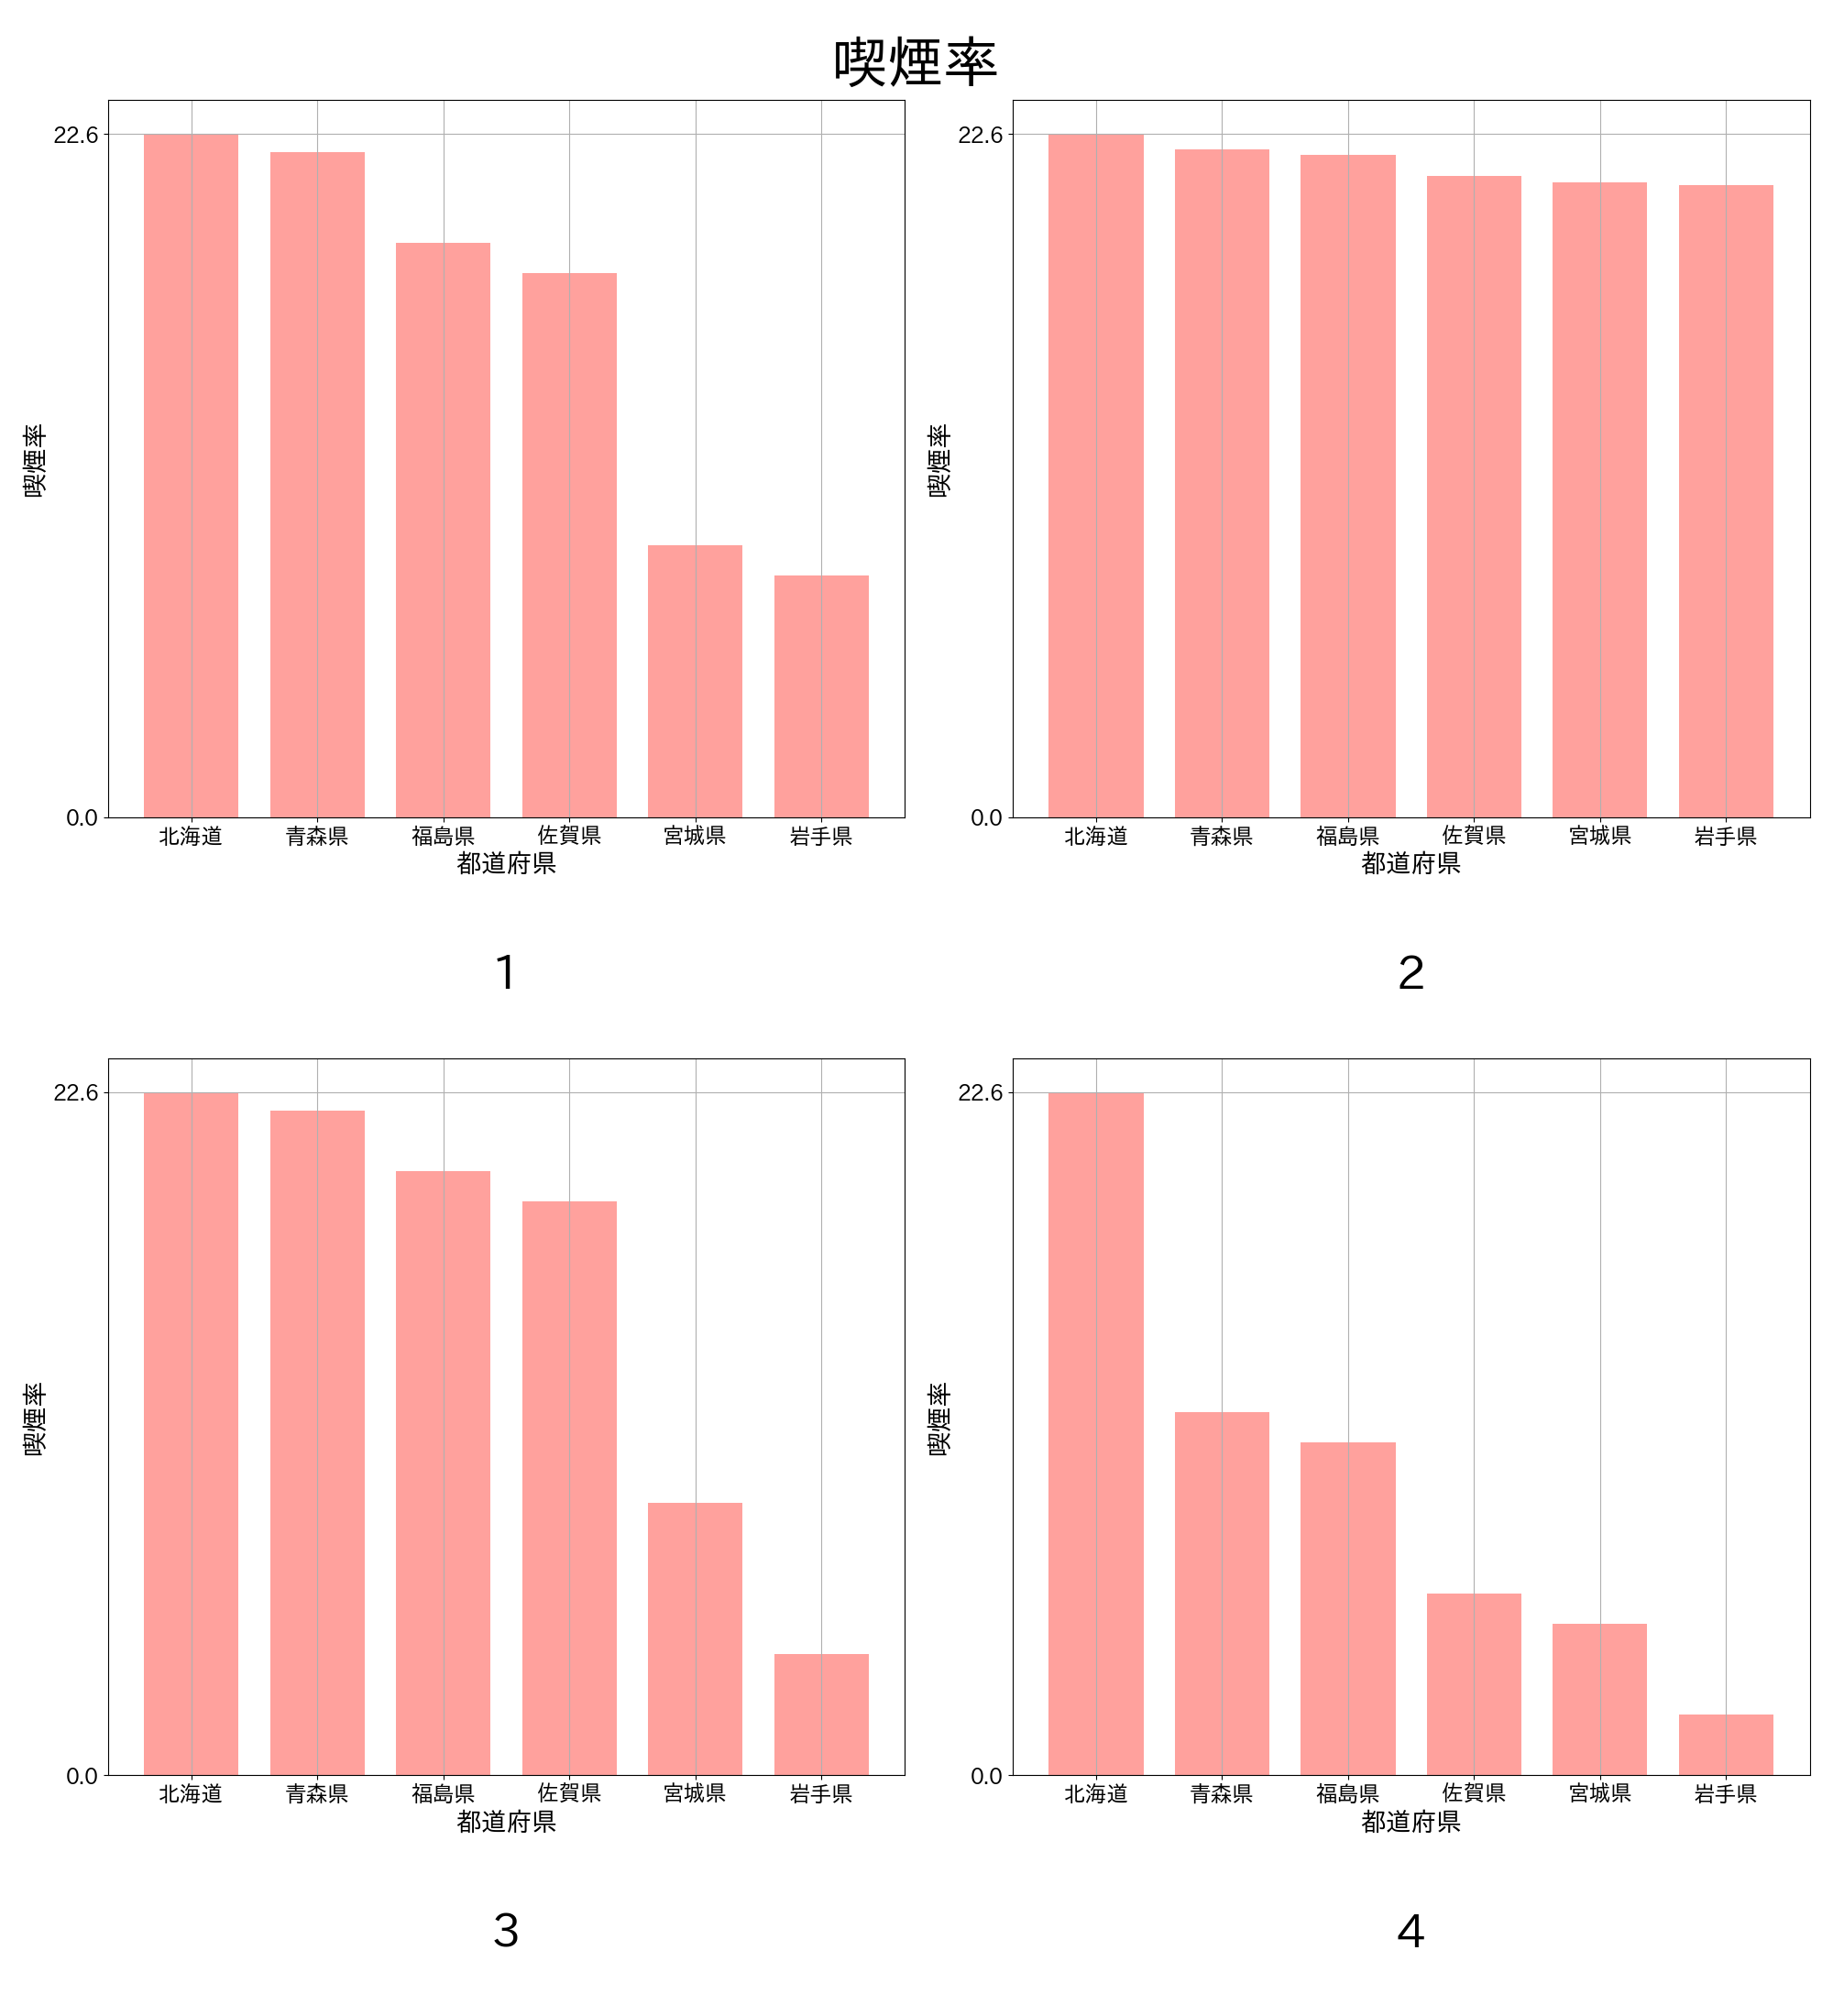 喫煙率
22.6
0.0
喫煙率
北海道 青森県 福島県 佐賀県 宮城県 岩手県
都道府県
1
22.6
0.0
喫煙率
北海道 青森県 福島県 佐賀県 宮城県 岩手県
都道府県
2
22.6
0.0
喫煙率
北海道 青森県 福島県 佐賀県 宮城県 岩手県
都道府県
3
22.6
0.0
喫煙率
北海道 青森県 福島県 佐賀県 宮城県 岩手県
都道府県
4